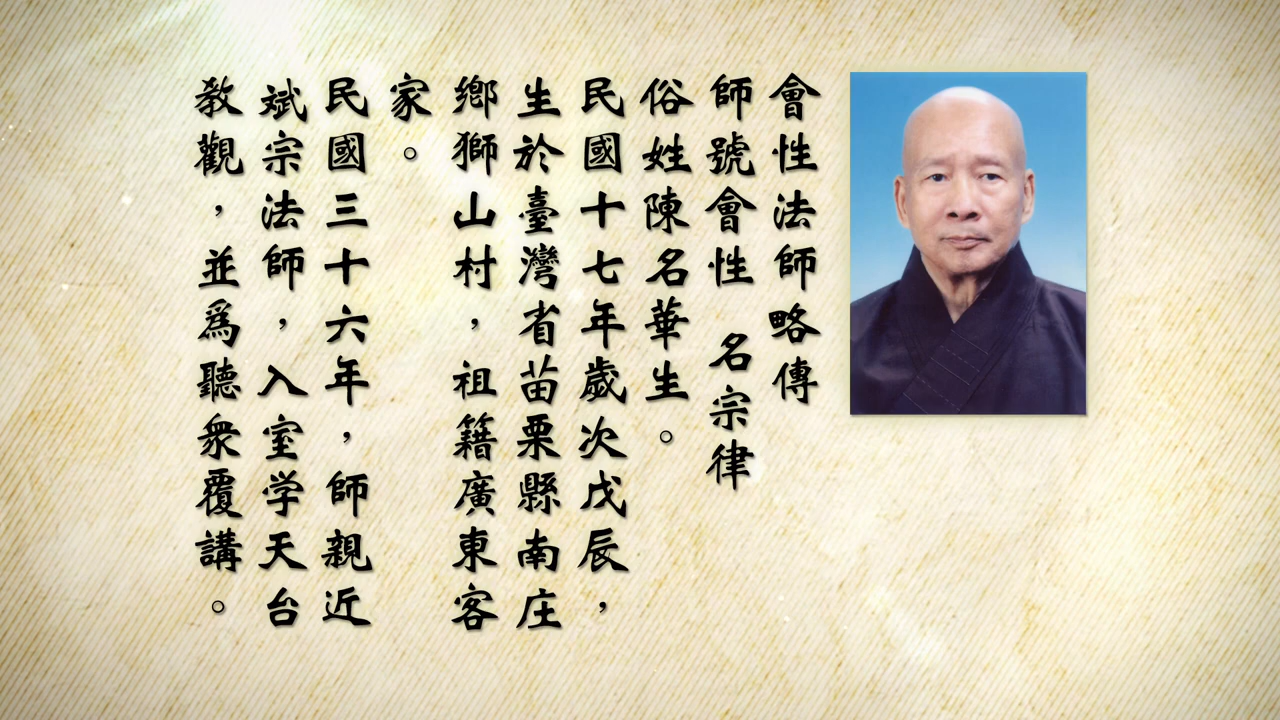 會性法師略傳
師號會性 名宗律
俗姓陳名華生。
民國十七年歲次戊辰，
生於臺灣省苗栗縣南庄
鄉獅山村，祖籍廣東客
家。
民國三十六年，師親近
斌宗法師，入室学天台
教觀，並爲聽衆覆講。